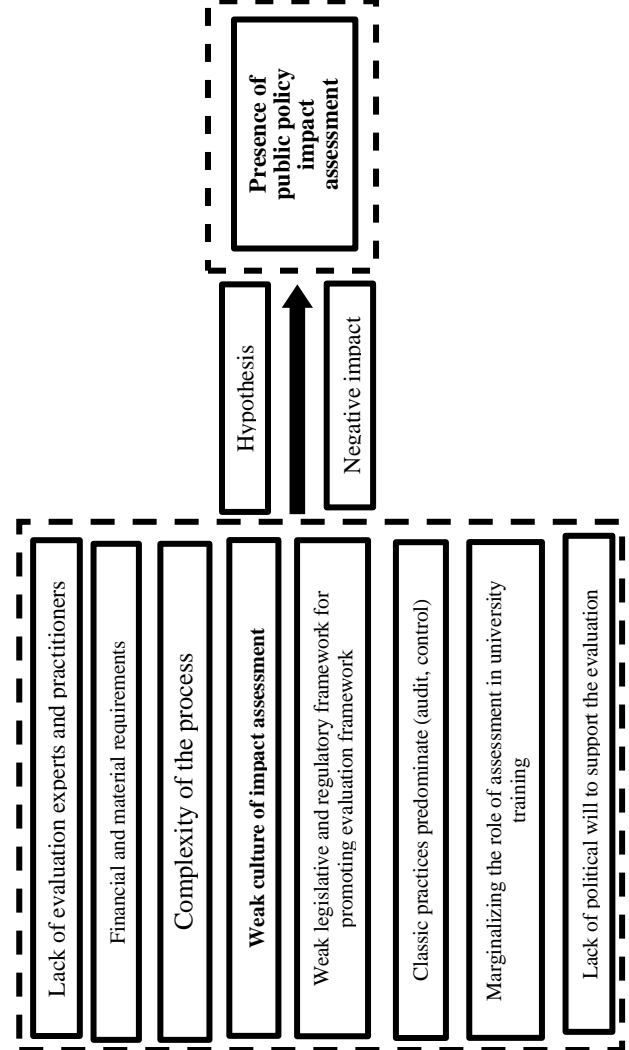 Lack of evaluation experts and practitioners
Financial and material requirements
Complexity of the process
Weak culture of impact assessment
Weak legislative and regulatory framework for
promoting evaluation framework
Classic practices predominate (audit, control)
Marginalizing the role of assessment in university
training
Lack of political will to support the evaluation
Hypothesis
Negative impact
Presence of
public policy
impact
assessment